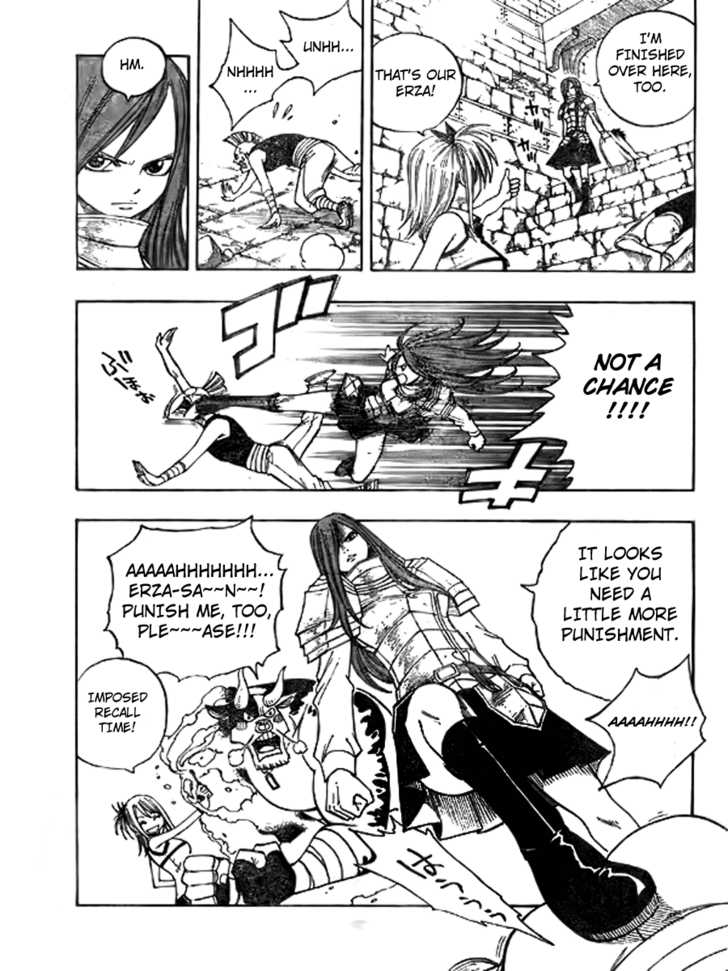 I'M
FINISHED
OVER HERE,
TOO.
THAT'S OUR
ERZA!
UNHH...
NHHHH
...
HM.
NOT A
CHANCE
!!!!
IT LOOKS
LIKE YOU
NEED A
LITTLE MORE
PUNISHMENT.
AAAAHHHH!!
AAAAAHHHHHHH...
ERZA-SA~~N~~!
PUNISH ME, TOO,
PLE~~~ASE!!!
IMPOSED
RECALL
TIME!